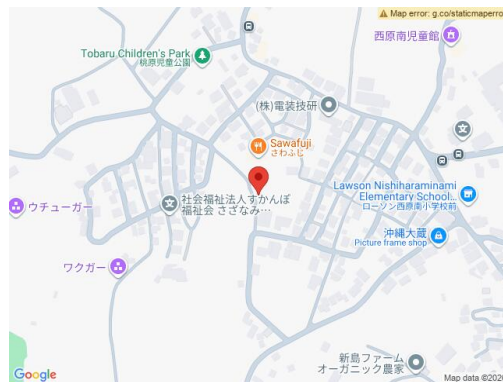 Map error: g.co/staticmaperro
西原南児童館
Tobaru Children's Park
桃原児童公園
(株)電装技研
Sawafuji
さわふじ
Lawson Nishiharaminami
Elementary School...
ローソン西原南小学校前
社会福祉法人すかんぽ
福祉会 さざなみ…
ウチューガー
沖縄大蔵
Picture frame shop
ワクガー
新島ファーム
オーガニック農家
Google
Map data ©202